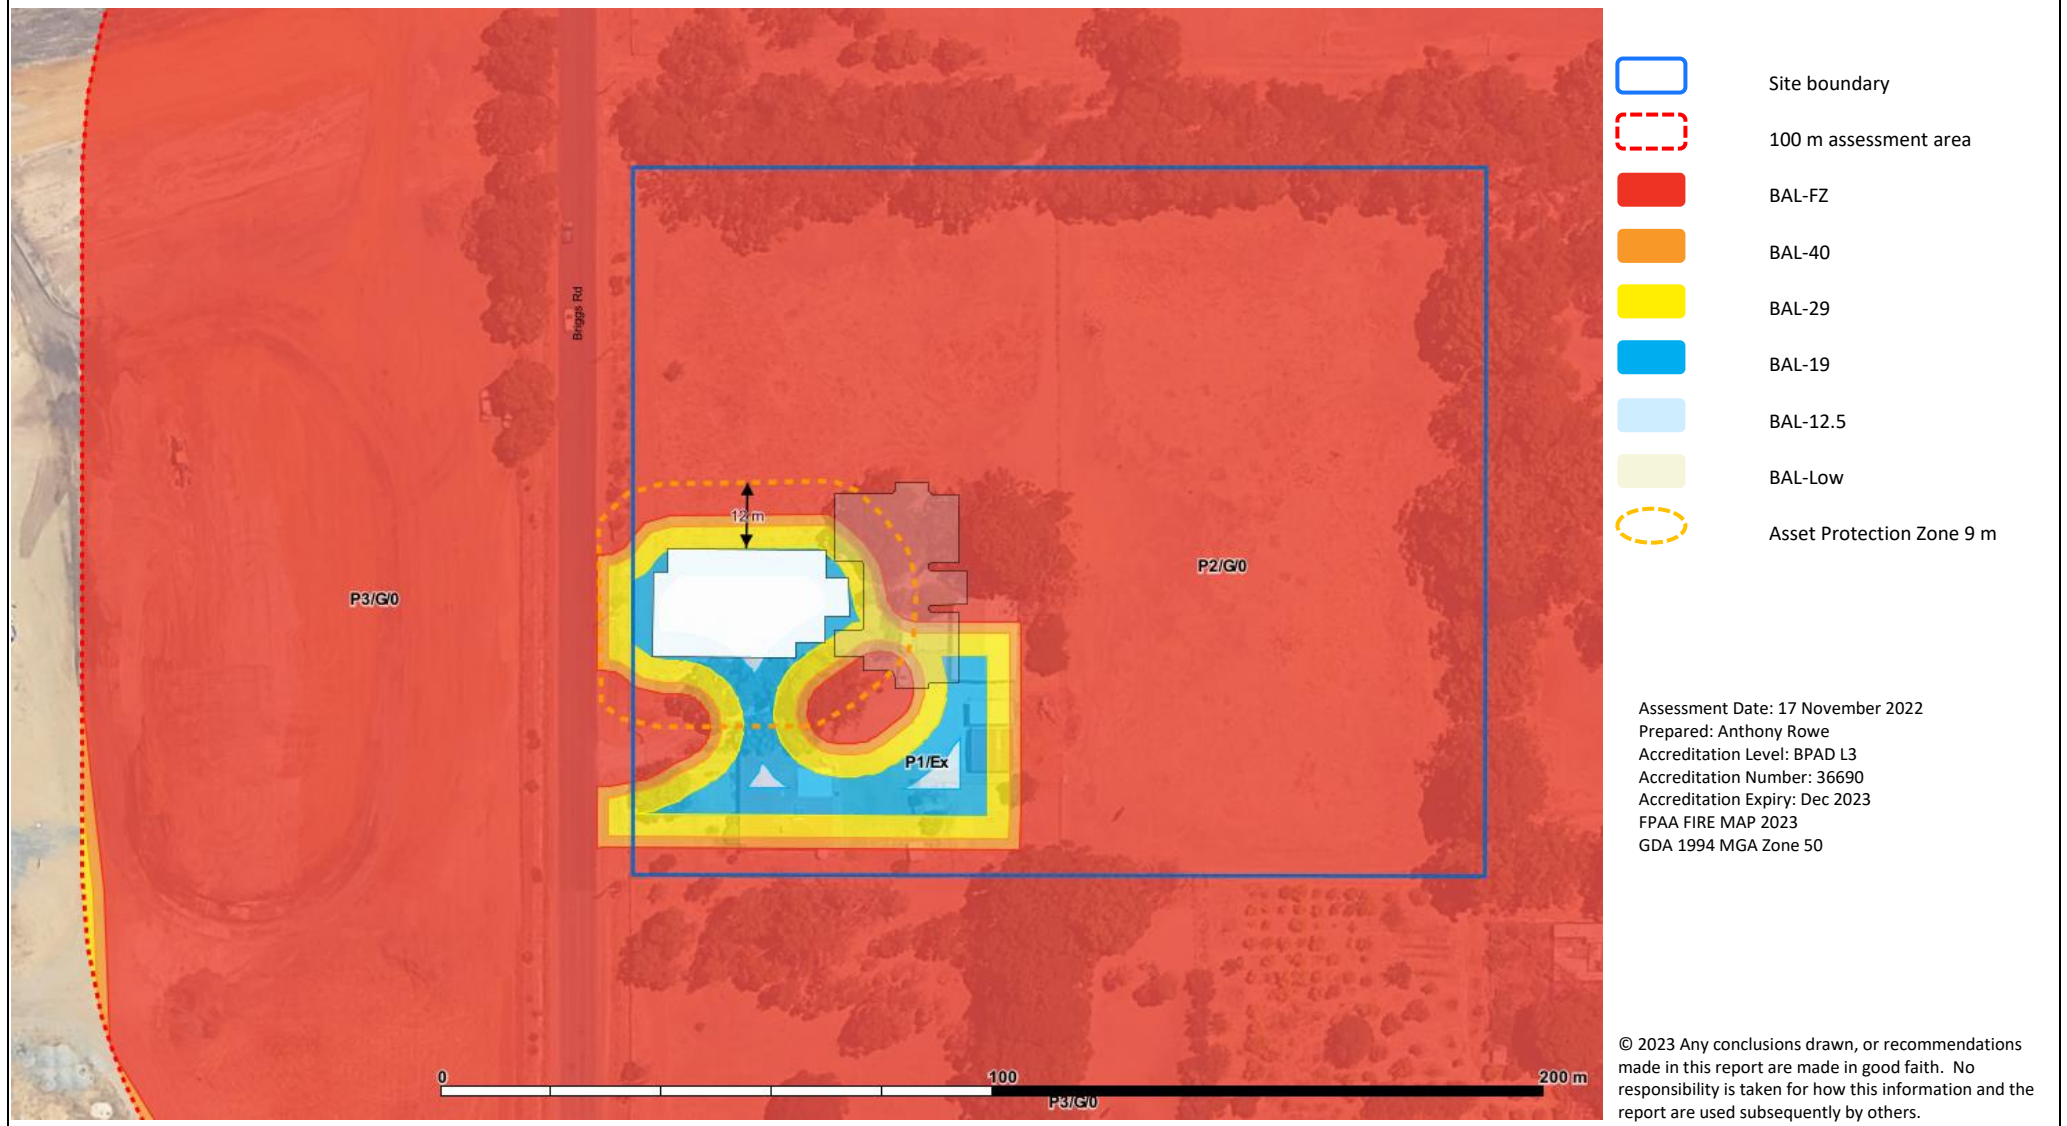 Briggs Rd
12 m
P3/G/0
P2/G/0
P1/Ex
0
100
200 m
P3/G/0
Site boundary
100 m assessment area
BAL-FZ
BAL-40
BAL-29
BAL-19
BAL-12.5
BAL-Low
Asset Protection Zone 9 m
Assessment Date: 17 November 2022
Prepared: Anthony Rowe
Accreditation Level: BPAD L3
Accreditation Number: 36690
Accreditation Expiry: Dec 2023
FPAA FIRE MAP 2023
GDA 1994 MGA Zone 50
© 2023 Any conclusions drawn, or recommendations
made in this report are made in good faith. No
responsibility is taken for how this information and the
report are used subsequently by others.